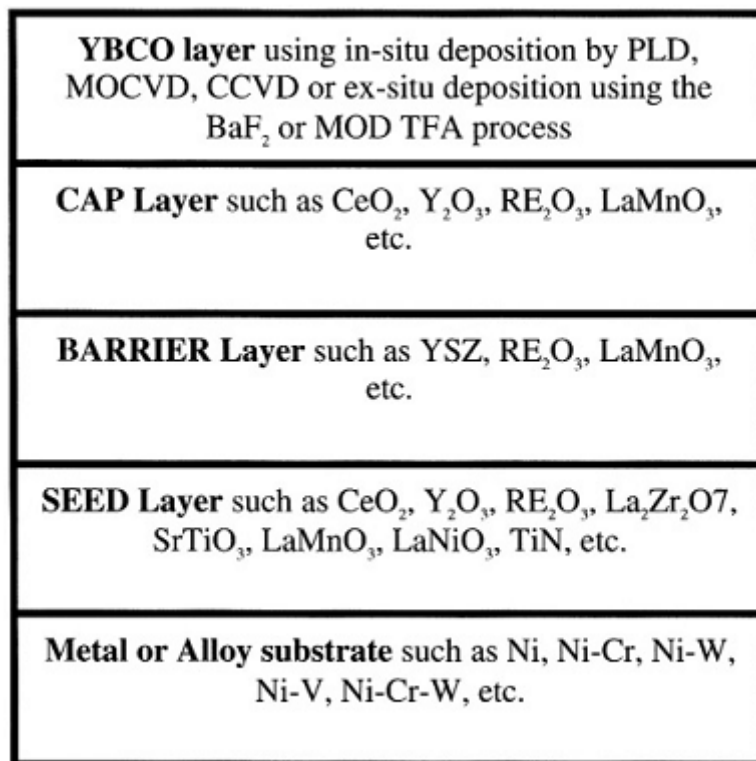 YBCO layer using in-situ deposition by PLD,
MOCVD, CCVD or ex-situ deposition using the
BaF₂ or MOD TFA process
CAP Layer such as CeO₂, Y₂O₃, RE₂O₃, LaMnO₃,
etc.
BARRIER Layer such as YSZ, RE₂O₃, LaMnO₃,
etc.
SEED Layer such as CeO₂, Y₂O₃, RE₂O₃, La₂Zr₂O7,
SrTiO₃, LaMnO₃, LaNiO₃, TiN, etc.
Metal or Alloy substrate such as Ni, Ni-Cr, Ni-W,
Ni-V, Ni-Cr-W, etc.